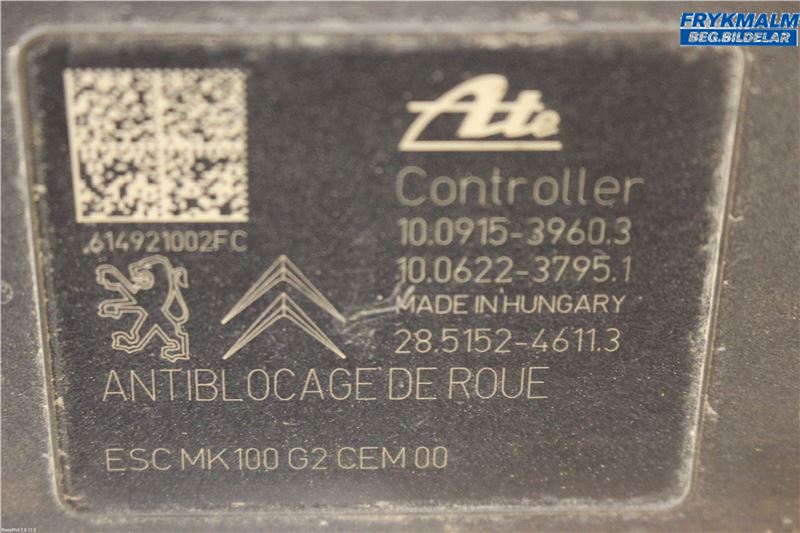 FRYKMALM
BEG.BILDELAR
Ate
Controller
.614921002FC
10.0915-3960.3
10.0622-3795.1
MADE IN HUNGARY
28.5152-4611.3
ANTIBLOCAGE DE ROUE
ESC MK100 G2 CEM 00